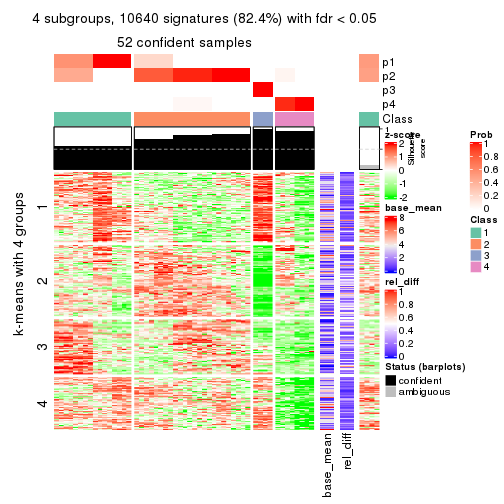 4 subgroups, 10640 signatures (82.4%) with fdr < 0.05
52 confident samples
p1
p2
p3
p4
Class
1
Silhouette
score
k-means with 4 groups
1
2
3
4
base_mean
rel_diff
z-score
2
1
0
-1
-2
base_mean
8
6
4
2
0
rel_diff
1
0.8
0.6
0.4
0.2
0
Status (barplots)
confident
ambiguous
Prob
1
0.8
0.6
0.4
0.2
0
Class
1
2
3
4